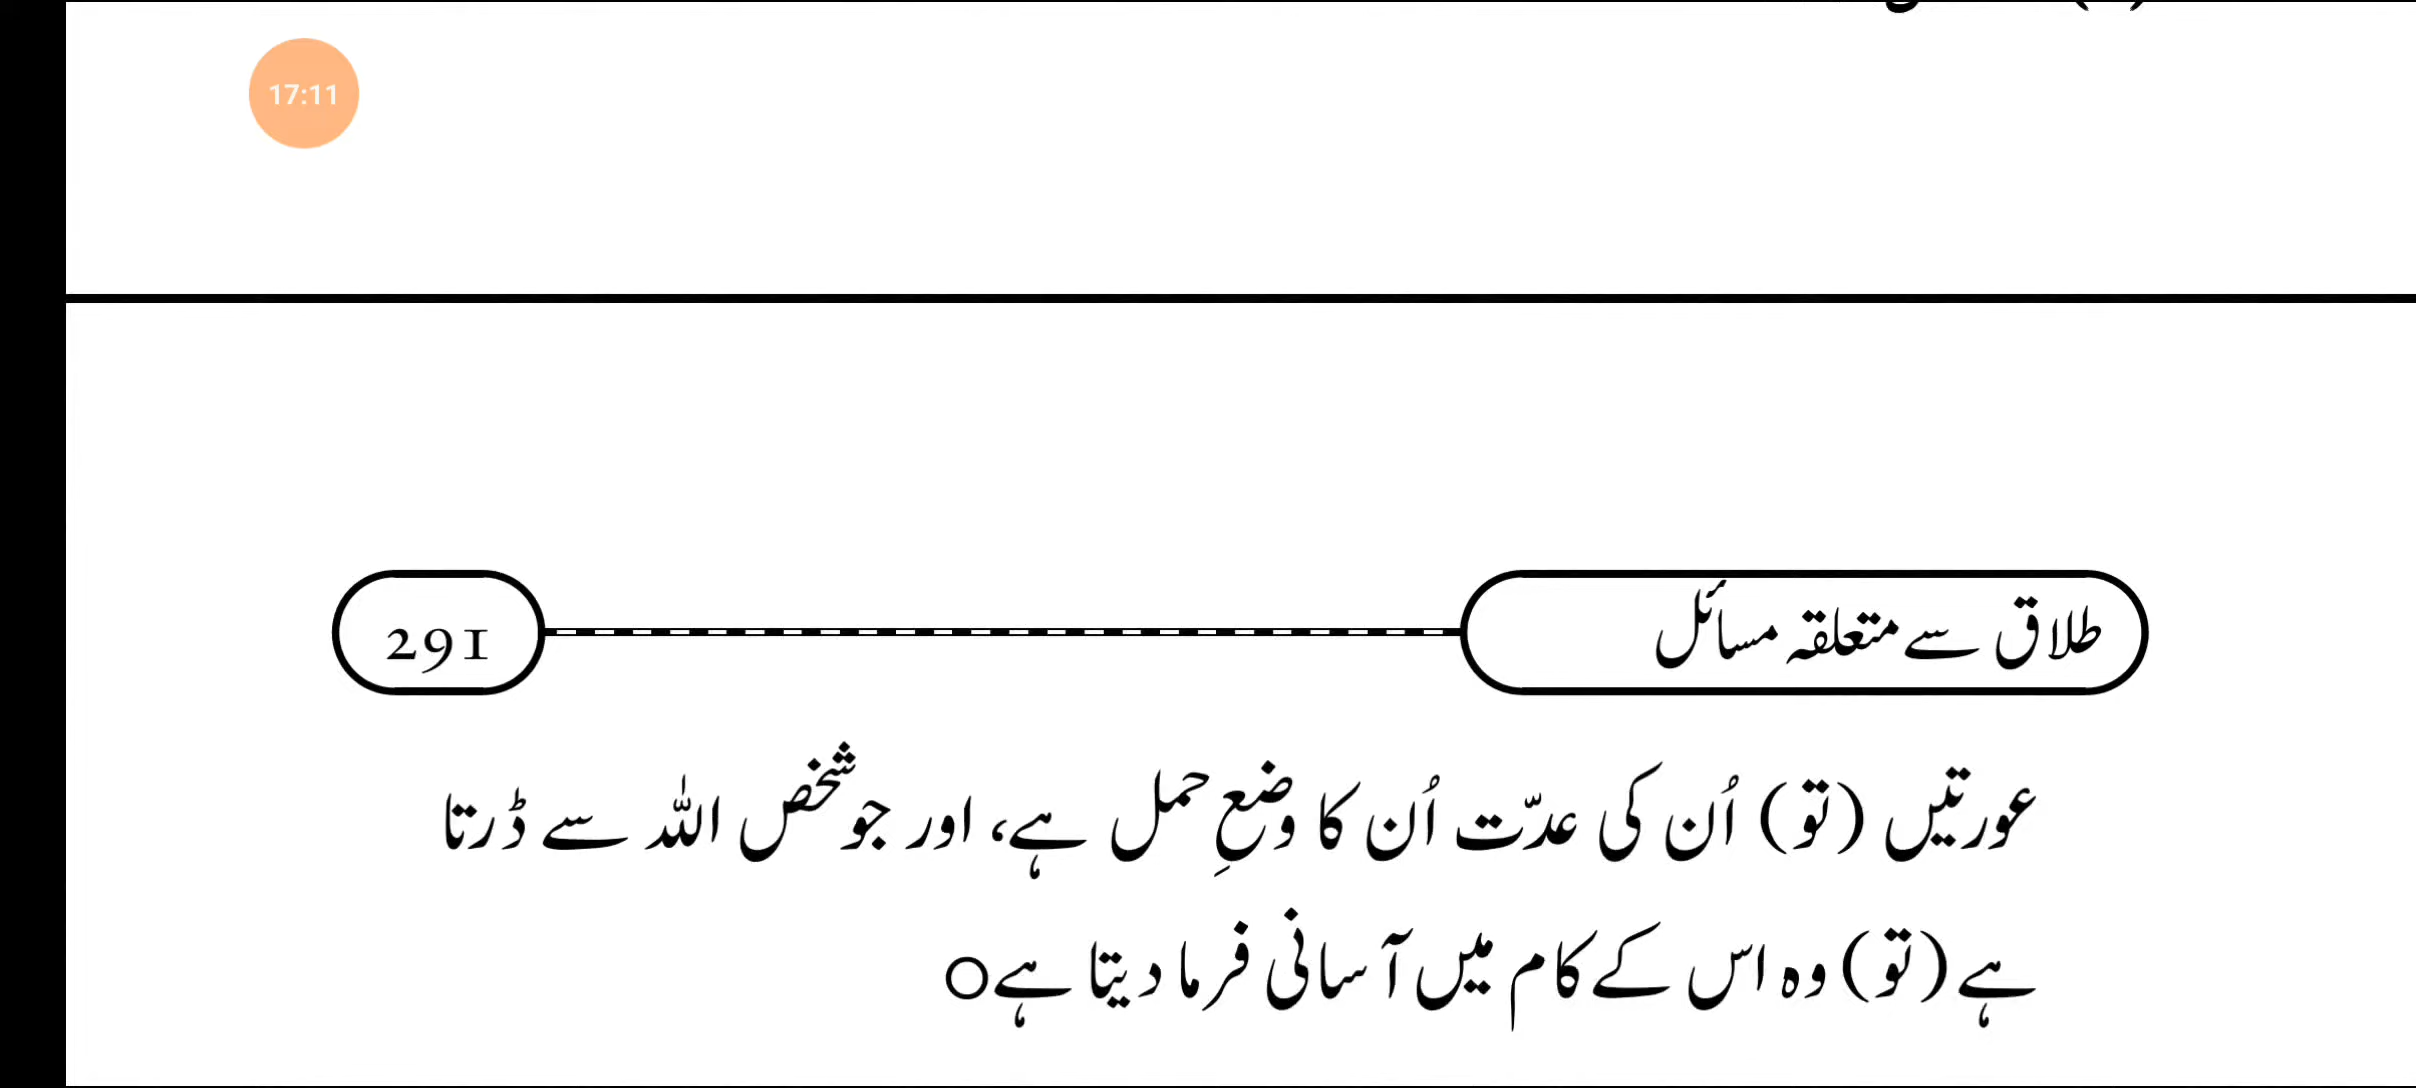 17:11
طلاق سے متعلقہ مسائل 291
عورتیں (تو) اُن کی عدّت اُن کا وضعِ حمل ہے، اور جو شخص اللہ سے ڈرتا
ہے (تو) وہ اس کے کام میں آسانی فرما دیتا ہے○